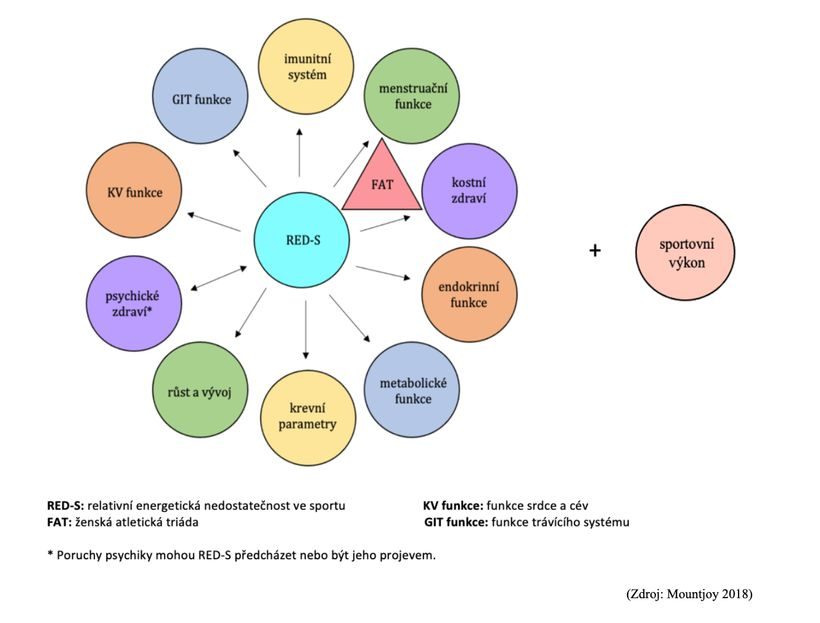 imunitní
systém
menstruační
funkce
GIT funkce
FAT
kostní
zdraví
KV funkce
RED-S
+
sportovní
výkon
psychické
zdraví*
endokrinní
funkce
růst a vývoj
metabolické
funkce
krevní
parametry
RED-S: relativní energetická nedostatečnost ve sportu
KV funkce: funkce srdce a cév
FAT: ženská atletická triáda
GIT funkce: funkce trávícího systému
* Poruchy psychiky mohou RED-S předcházet nebo být jeho projevem.
(Zdroj: Mountjoy 2018)